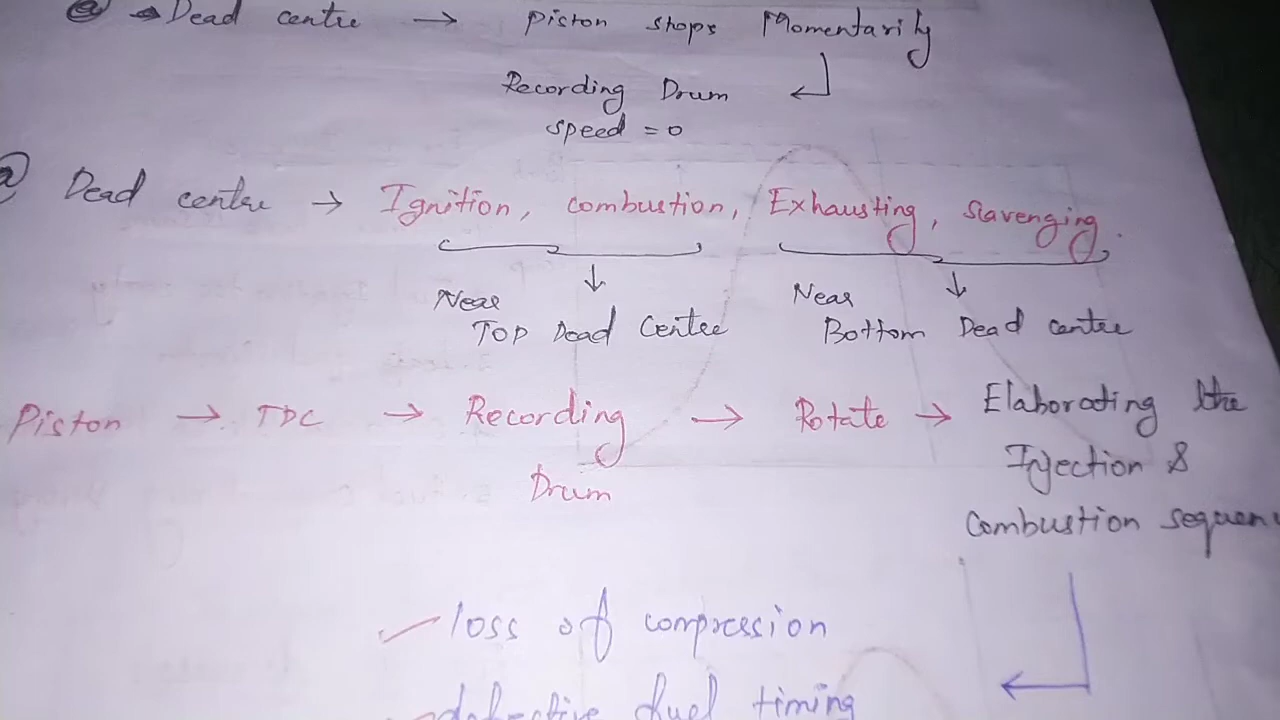 Dead centre → Piston stops Momentarily
Recording Drum
speed = 0
Dead centre → Ignition, combustion, Exhausting, scavenging.
Near
TOP Dead Centre
Near
Bottom Dead centre
Piston → TDC → Recording Drum → Rotate → Elaborating the
Injection &
Combustion sequen
loss of compression
defective fuel timing